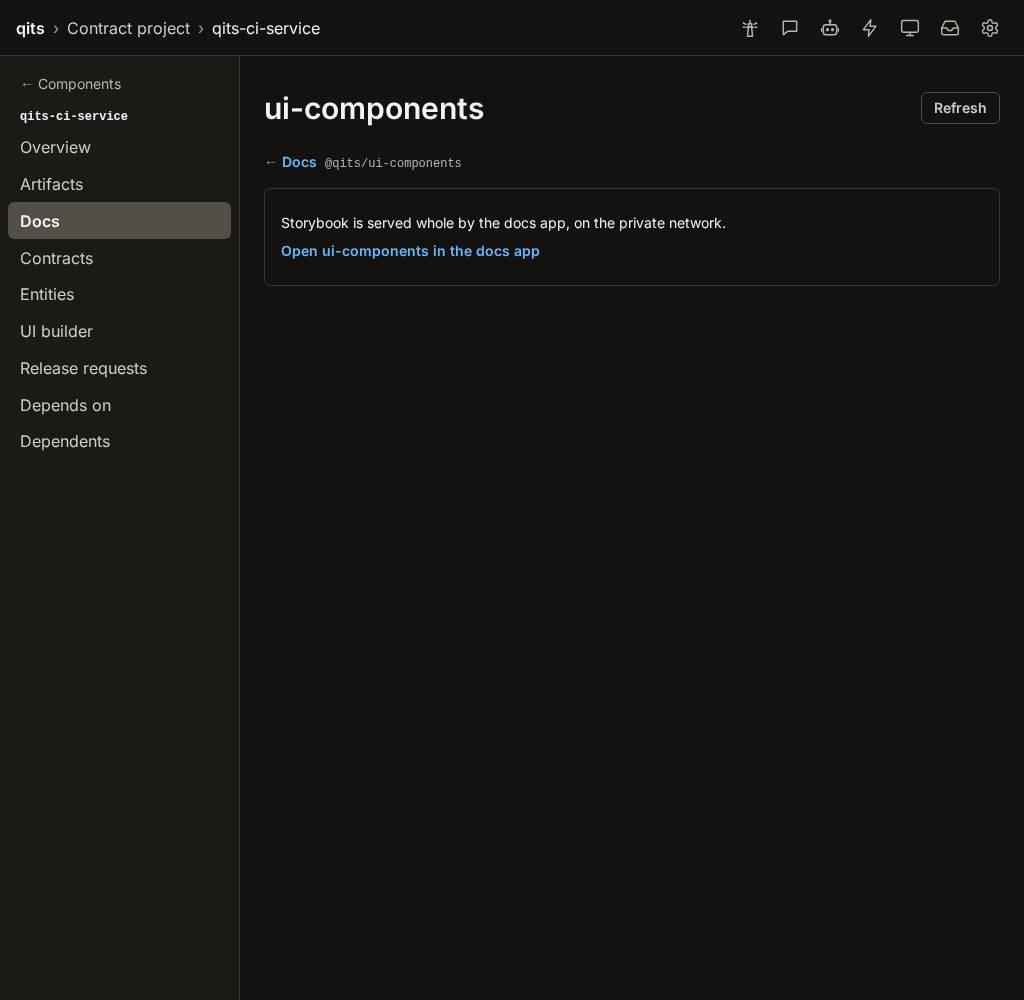 qits › Contract project › qits-ci-service
← Components
qits-ci-service
Overview
Artifacts
Docs
Contracts
Entities
UI builder
Release requests
Depends on
Dependents
ui-components
Refresh
← Docs @qits/ui-components
Storybook is served whole by the docs app, on the private network.
Open ui-components in the docs app